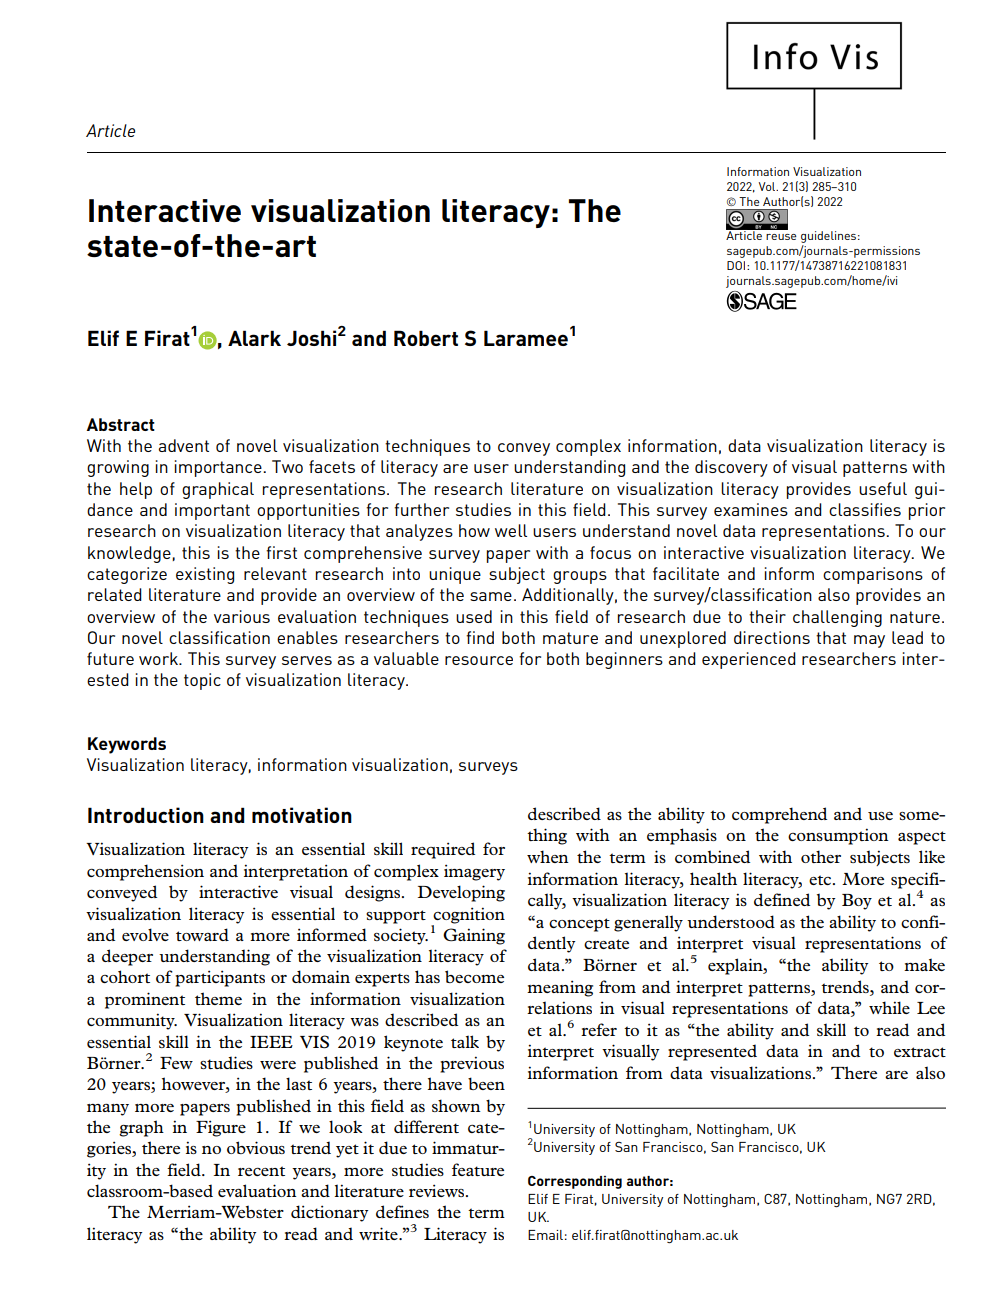 Info Vis
Article
Interactive visualization literacy: The
state-of-the-art
Information Visualization
2022, Vol. 21(3) 285–310
© The Author(s) 2022
cc BY NC
Article reuse guidelines:
sagepub.com/journals-permissions
DOI: 10.1177/14738716221081831
journals.sagepub.com/home/ivi
SAGE
Elif E Firat1 iD, Alark Joshi2 and Robert S Laramee1
Abstract
With the advent of novel visualization techniques to convey complex information, data visualization literacy is
growing in importance. Two facets of literacy are user understanding and the discovery of visual patterns with
the help of graphical representations. The research literature on visualization literacy provides useful gui-
dance and important opportunities for further studies in this field. This survey examines and classifies prior
research on visualization literacy that analyzes how well users understand novel data representations. To our
knowledge, this is the first comprehensive survey paper with a focus on interactive visualization literacy. We
categorize existing relevant research into unique subject groups that facilitate and inform comparisons of
related literature and provide an overview of the same. Additionally, the survey/classification also provides an
overview of the various evaluation techniques used in this field of research due to their challenging nature.
Our novel classification enables researchers to find both mature and unexplored directions that may lead to
future work. This survey serves as a valuable resource for both beginners and experienced researchers inter-
ested in the topic of visualization literacy.
Keywords
Visualization literacy, information visualization, surveys
Introduction and motivation
Visualization literacy is an essential skill required for
comprehension and interpretation of complex imagery
conveyed by interactive visual designs. Developing
visualization literacy is essential to support cognition
and evolve toward a more informed society.1 Gaining
a deeper understanding of the visualization literacy of
a cohort of participants or domain experts has become
a prominent theme in the information visualization
community. Visualization literacy was described as an
essential skill in the IEEE VIS 2019 keynote talk by
Börner.2 Few studies were published in the previous
20 years; however, in the last 6 years, there have been
many more papers published in this field as shown by
the graph in Figure 1. If we look at different cate-
gories, there is no obvious trend yet it due to immatur-
ity in the field. In recent years, more studies feature
classroom-based evaluation and literature reviews.
The Merriam-Webster dictionary defines the term
literacy as “the ability to read and write.”3 Literacy is
described as the ability to comprehend and use some-
thing with an emphasis on the consumption aspect
when the term is combined with other subjects like
information literacy, health literacy, etc. More specifi-
cally, visualization literacy is defined by Boy et al.4 as
“a concept generally understood as the ability to confi-
dently create and interpret visual representations of
data.” Börner et al.5 explain, “the ability to make
meaning from and interpret patterns, trends, and cor-
relations in visual representations of data,” while Lee
et al.6 refer to it as “the ability and skill to read and
interpret visually represented data in and to extract
information from data visualizations.” There are also
1University of Nottingham, Nottingham, UK
2University of San Francisco, San Francisco, UK
Corresponding author:
Elif E Firat, University of Nottingham, C87, Nottingham, NG7 2RD,
UK.
Email: elif.firat@nottingham.ac.uk